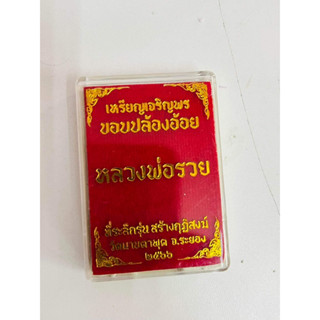 เหรียญเจริญพร
ขอบปล้องอ้อย
หลวงพ่อรวย
ที่ระลึกรุ่น สร้างกุฏิสงฆ์
วัดมาบตาพุด จ.ระยอง
๒๕๖๖